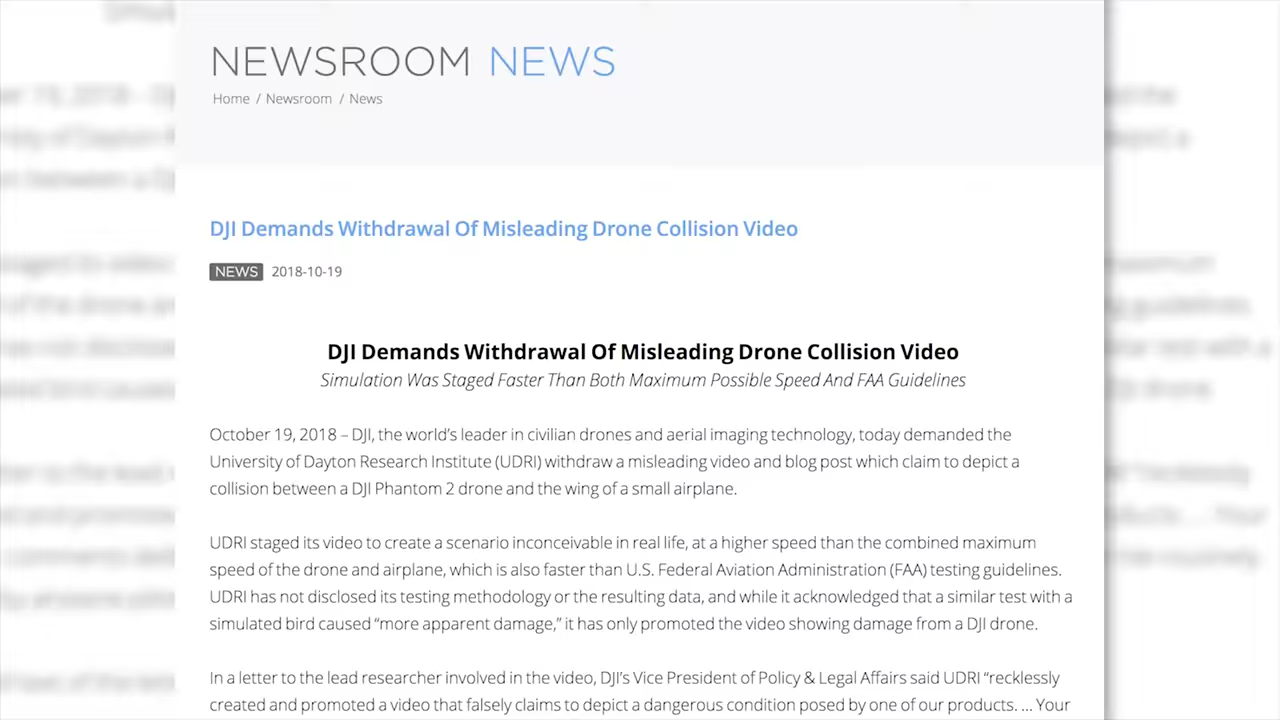 NEWSROOM NEWS
Home / Newsroom / News
DJI Demands Withdrawal Of Misleading Drone Collision Video
NEWS 2018-10-19
DJI Demands Withdrawal Of Misleading Drone Collision Video
Simulation Was Staged Faster Than Both Maximum Possible Speed And FAA Guidelines
October 19, 2018 – DJI, the world's leader in civilian drones and aerial imaging technology, today demanded the
University of Dayton Research Institute (UDRI) withdraw a misleading video and blog post which claim to depict a
collision between a DJI Phantom 2 drone and the wing of a small airplane.
UDRI staged its video to create a scenario inconceivable in real life, at a higher speed than the combined maximum
speed of the drone and airplane, which is also faster than U.S. Federal Aviation Administration (FAA) testing guidelines.
UDRI has not disclosed its testing methodology or the resulting data, and while it acknowledged that a similar test with a
simulated bird caused “more apparent damage,” it has only promoted the video showing damage from a DJI drone.
In a letter to the lead researcher involved in the video, DJI’s Vice President of Policy & Legal Affairs said UDRI “recklessly
created and promoted a video that falsely claims to depict a dangerous condition posed by one of our products. ... Your